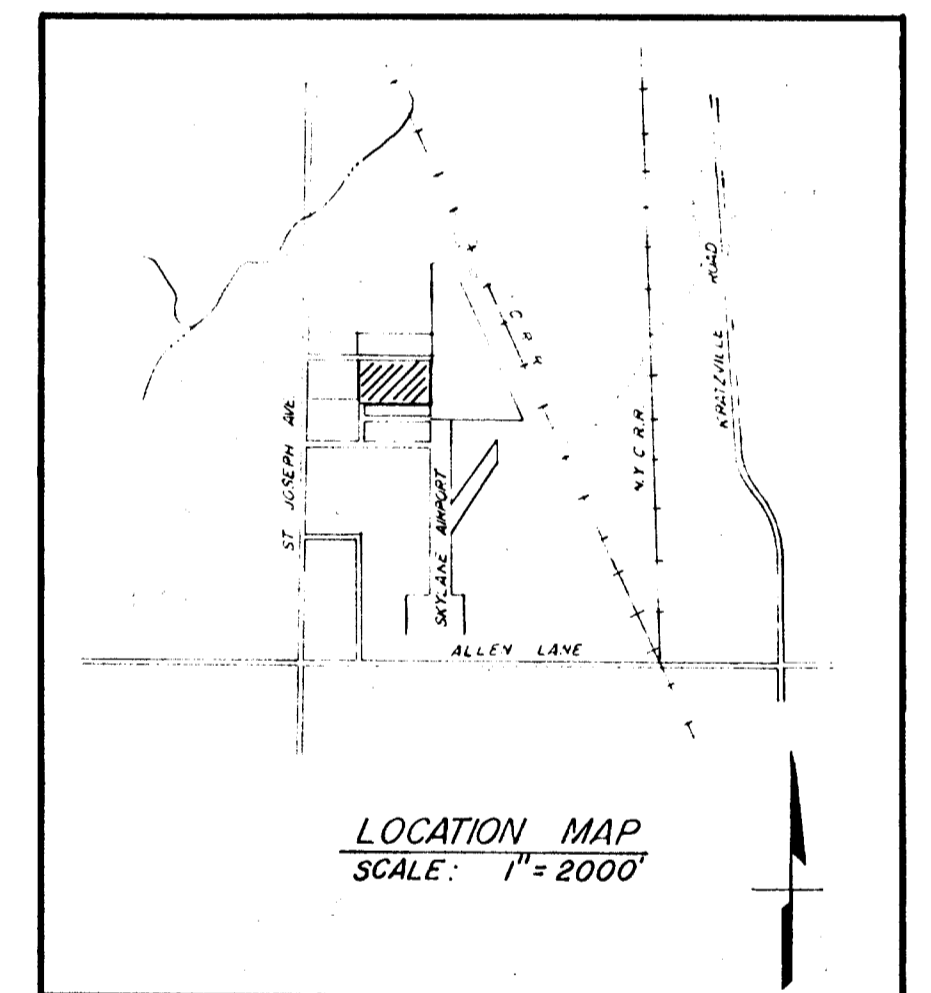 I C R R
KRATZVILLE ROAD
N.Y C R.R.
ST JOSEPH AVE.
SKYLANE AIRPORT
ALLEN LANE
LOCATION MAP
SCALE: 1"=2000'